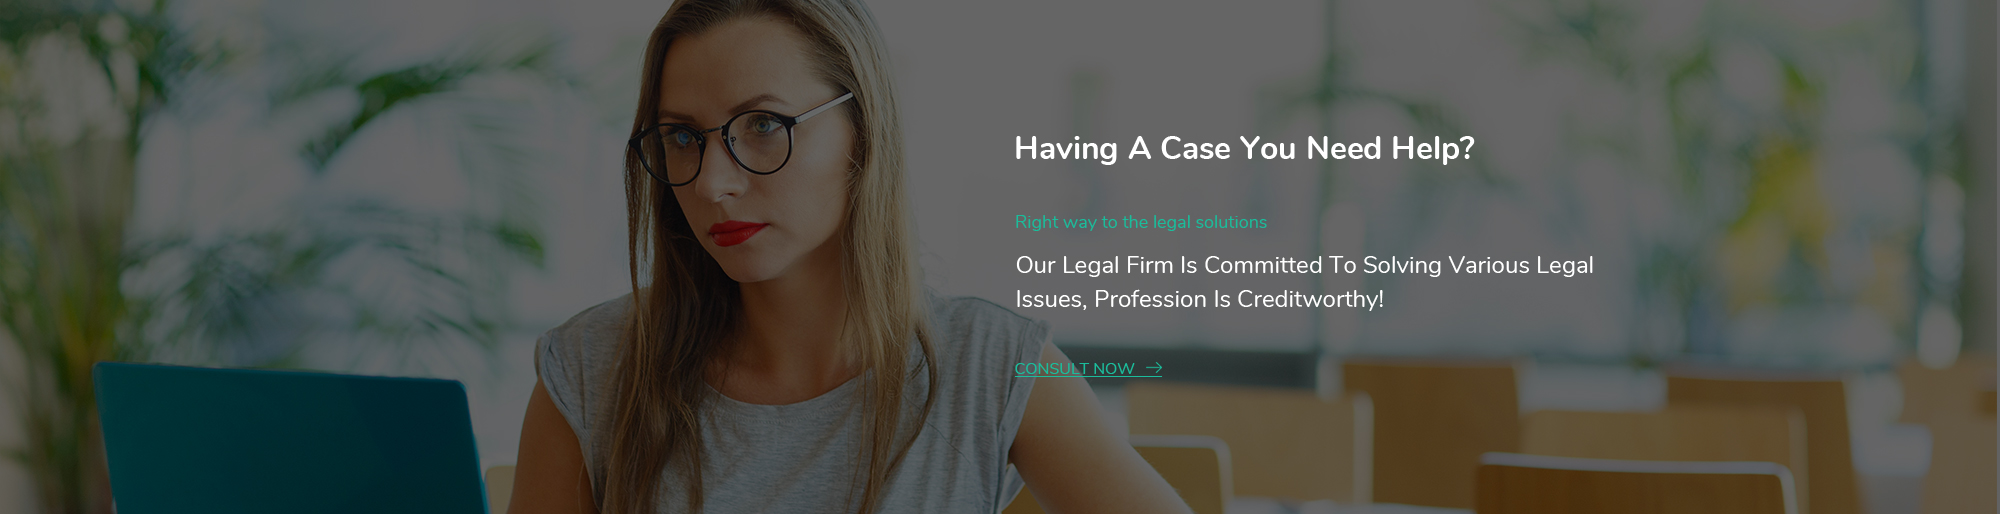 Having A Case You Need Help?
Right way to the legal solutions
Our Legal Firm Is Committed To Solving Various Legal
Issues, Profession Is Creditworthy!
CONSULT NOW →